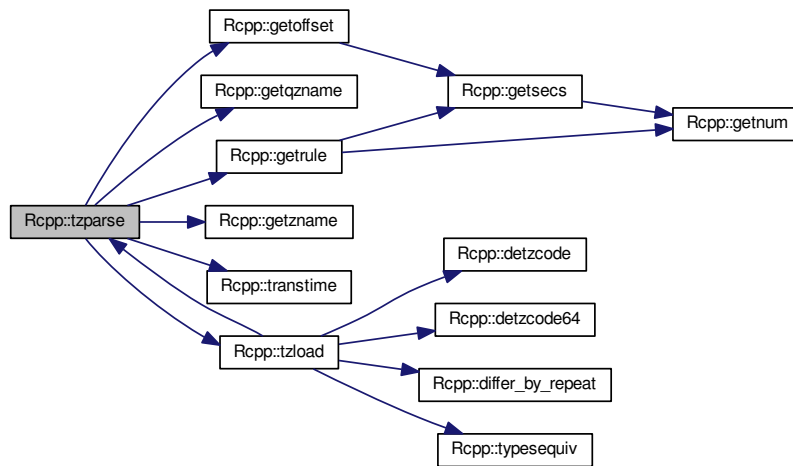 Rcpp::getoffset
Rcpp::getqzname
Rcpp::getsecs
Rcpp::getnum
Rcpp::getrule
Rcpp::tzparse
Rcpp::getzname
Rcpp::transtime
Rcpp::detzcode
Rcpp::detzcode64
Rcpp::tzload
Rcpp::differ_by_repeat
Rcpp::typesequiv